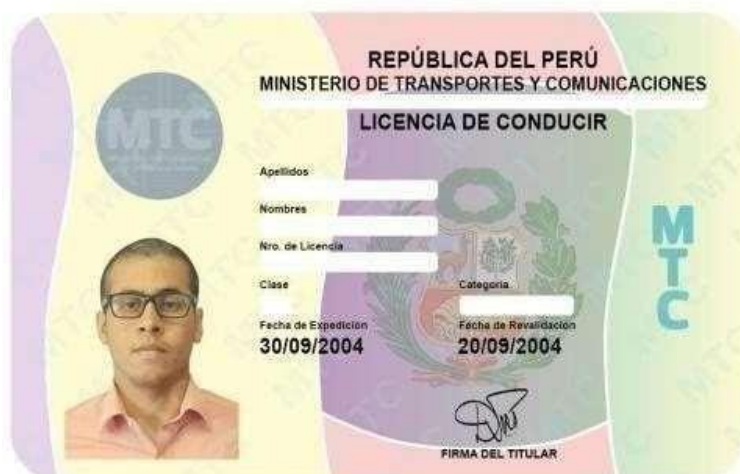 REPÚBLICA DEL PERÚ
MINISTERIO DE TRANSPORTES Y COMUNICACIONES
LICENCIA DE CONDUCIR
MTC
Apellidos
Nombres
Nro. de Licencia
Clase Categoria
Fecha de Expedición Fecha de Revalidación
30/09/2004 20/09/2004
FIRMA DEL TITULAR
MTC